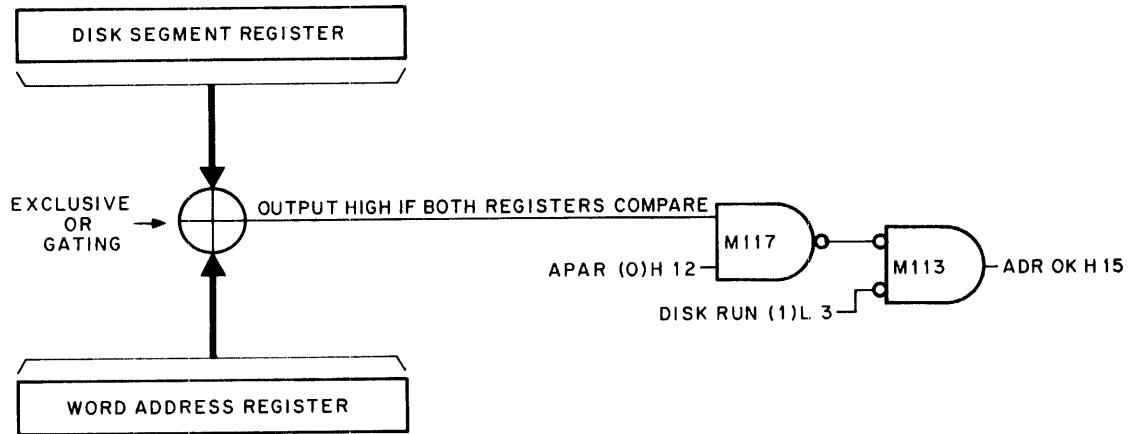 DISK SEGMENT REGISTER
EXCLUSIVE
OR
GATING
OUTPUT HIGH IF BOTH REGISTERS COMPARE
M117
APAR (0)H 12
M113
ADR OK H 15
DISK RUN (1)L 3
WORD ADDRESS REGISTER